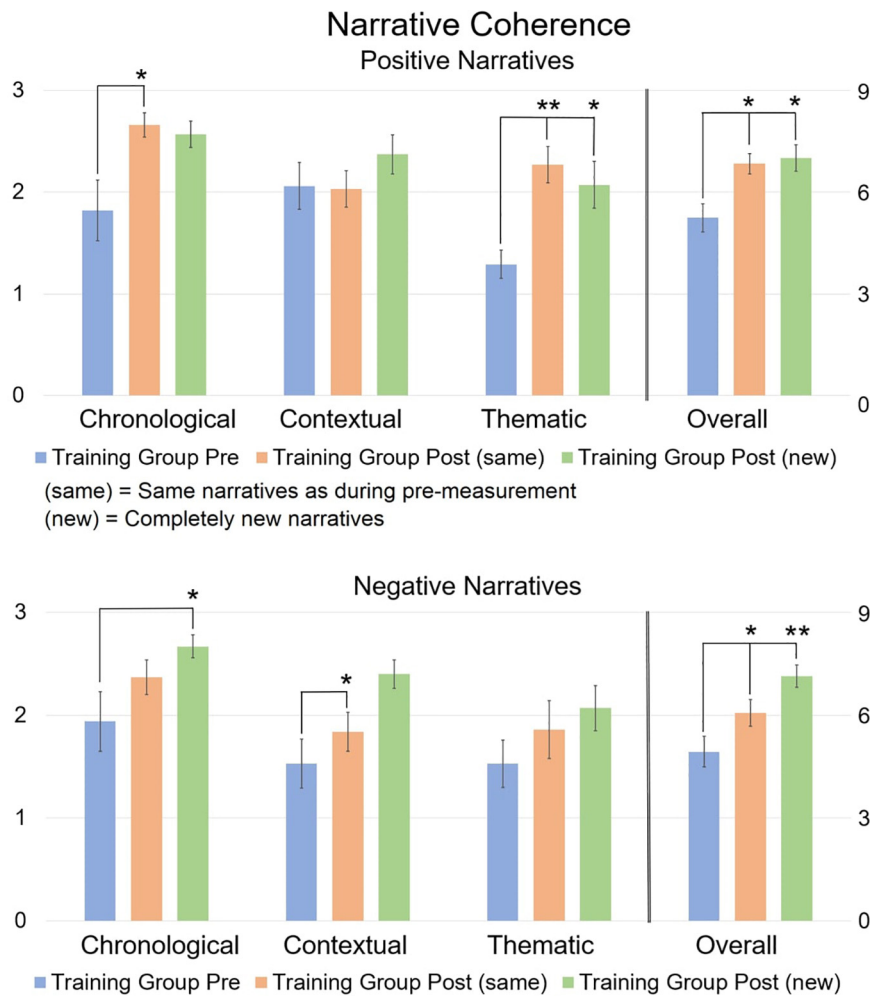 Narrative Coherence
Positive Narratives
3
2
1
0
* ** * * *
9
6
3
0
Chronological Contextual Thematic Overall
Training Group Pre Training Group Post (same) Training Group Post (new)
(same) = Same narratives as during pre-measurement
(new) = Completely new narratives
Negative Narratives
3
2
1
0
* * * **
9
6
3
0
Chronological Contextual Thematic Overall
Training Group Pre Training Group Post (same) Training Group Post (new)